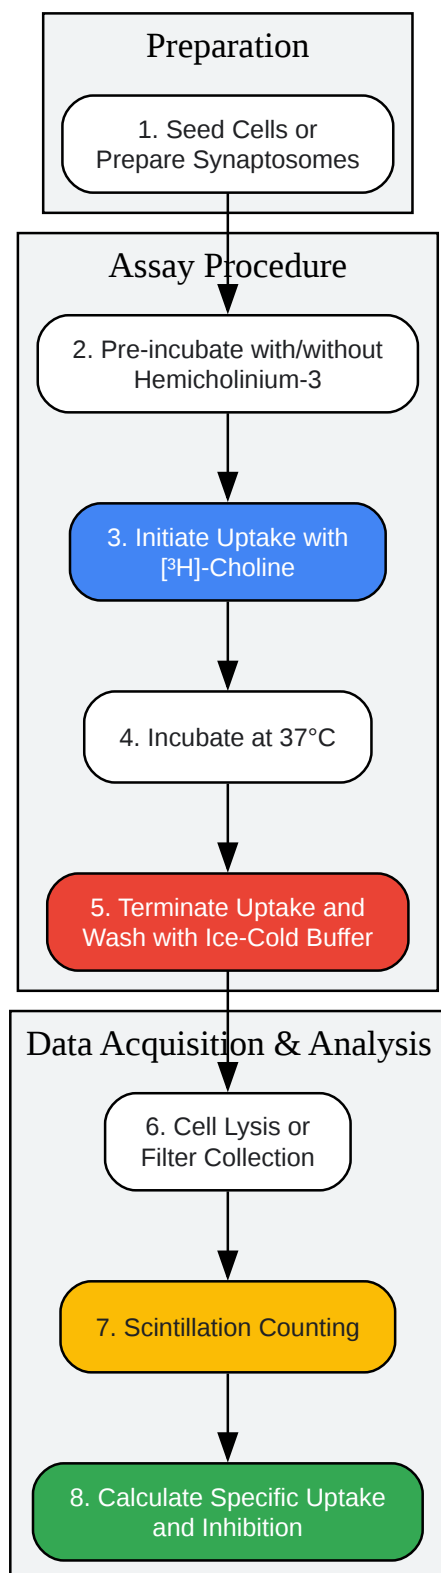 Preparation
1. Seed Cells or
Prepare Synaptosomes
Assay Procedure
2. Pre-incubate with/without
Hemicholinium-3
3. Initiate Uptake with
[³H]-Choline
4. Incubate at 37°C
5. Terminate Uptake and
Wash with Ice-Cold Buffer
Data Acquisition & Analysis
6. Cell Lysis or
Filter Collection
7. Scintillation Counting
8. Calculate Specific Uptake
and Inhibition